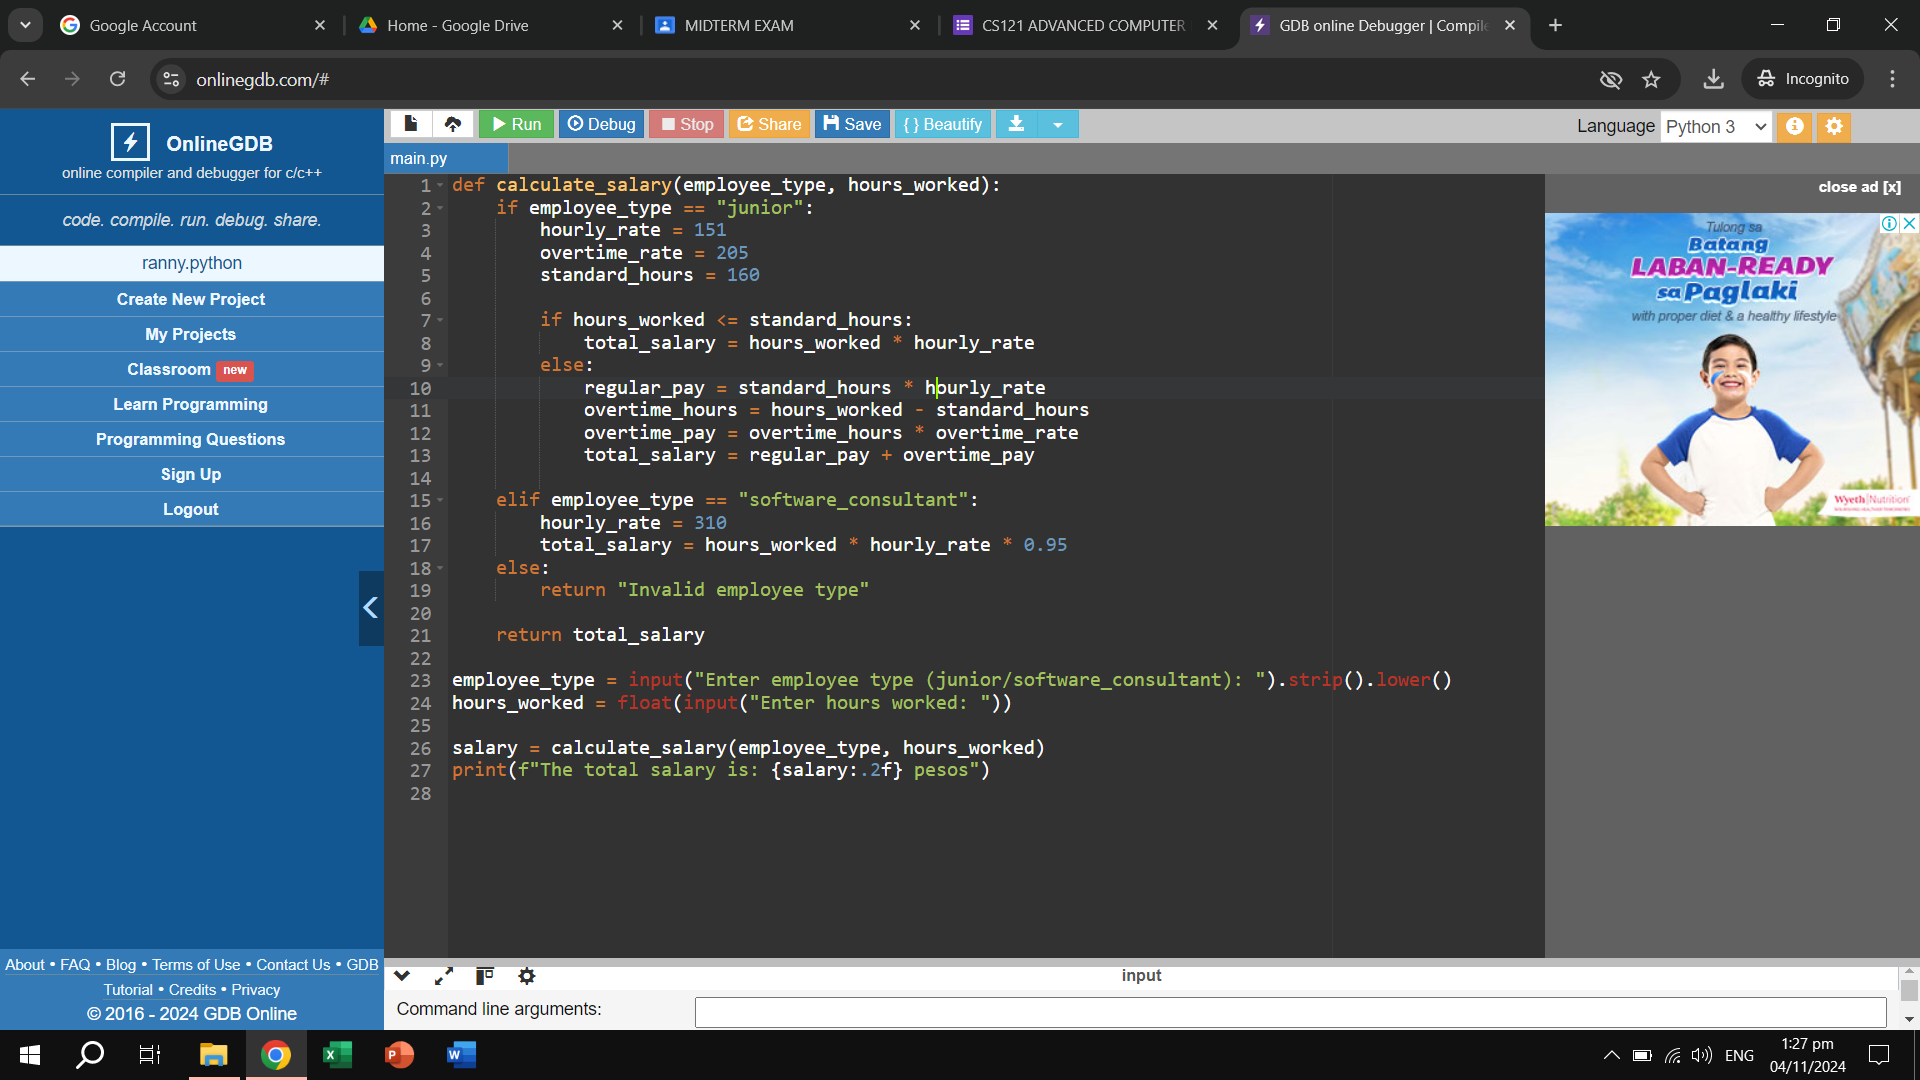 Google Account
Home - Google Drive
MIDTERM EXAM
CS121 ADVANCED COMPUTER
GDB online Debugger | Compile
onlinegdb.com/#
Incognito
OnlineGDB
online compiler and debugger for c/c++
code. compile. run. debug. share.
ranny.python
Create New Project
My Projects
Classroom new
Learn Programming
Programming Questions
Sign Up
Logout
About • FAQ • Blog • Terms of Use • Contact Us • GDB
Tutorial • Credits • Privacy
© 2016 - 2024 GDB Online
Run Debug Stop Share Save { } Beautify
Language Python 3
main.py
1 def calculate_salary(employee_type, hours_worked):
2     if employee_type == "junior":
3         hourly_rate = 151
4         overtime_rate = 205
5         standard_hours = 160
6
7         if hours_worked <= standard_hours:
8             total_salary = hours_worked * hourly_rate
9         else:
10             regular_pay = standard_hours * hourly_rate
11             overtime_hours = hours_worked - standard_hours
12             overtime_pay = overtime_hours * overtime_rate
13             total_salary = regular_pay + overtime_pay
14
15     elif employee_type == "software_consultant":
16         hourly_rate = 310
17         total_salary = hours_worked * hourly_rate * 0.95
18     else:
19         return "Invalid employee type"
20
21     return total_salary
22
23 employee_type = input("Enter employee type (junior/software_consultant): ").strip().lower()
24 hours_worked = float(input("Enter hours worked: "))
25
26 salary = calculate_salary(employee_type, hours_worked)
27 print(f"The total salary is: {salary:.2f} pesos")
28
close ad [x]
Tulong sa
Batang
LABAN-READY
sa Paglaki
with proper diet & a healthy lifestyle
Wyeth Nutrition
input
Command line arguments:
ENG
1:27 pm
04/11/2024